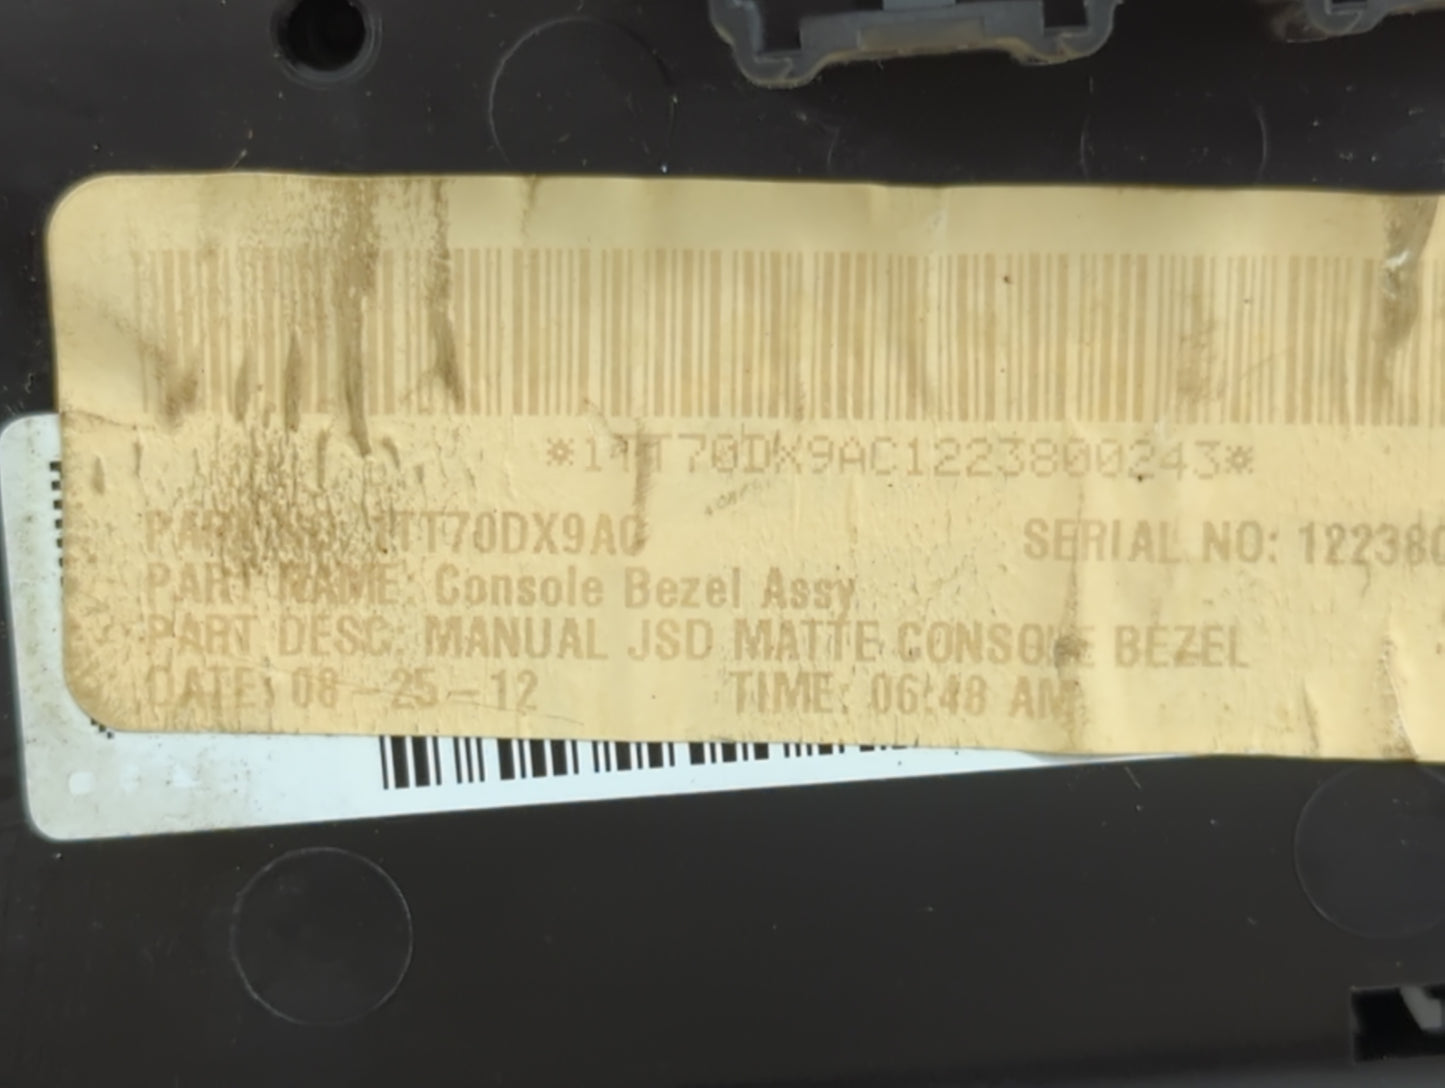 *1TT70DX9AC1223800243*
PART NO: 1TT70DX9AC SERIAL NO: 122380
PART NAME: Console Bezel Assy
PART DESC: MANUAL JSD MATTE CONSOLE BEZEL
DATE: 08-25-12 TIME: 06:48 AM